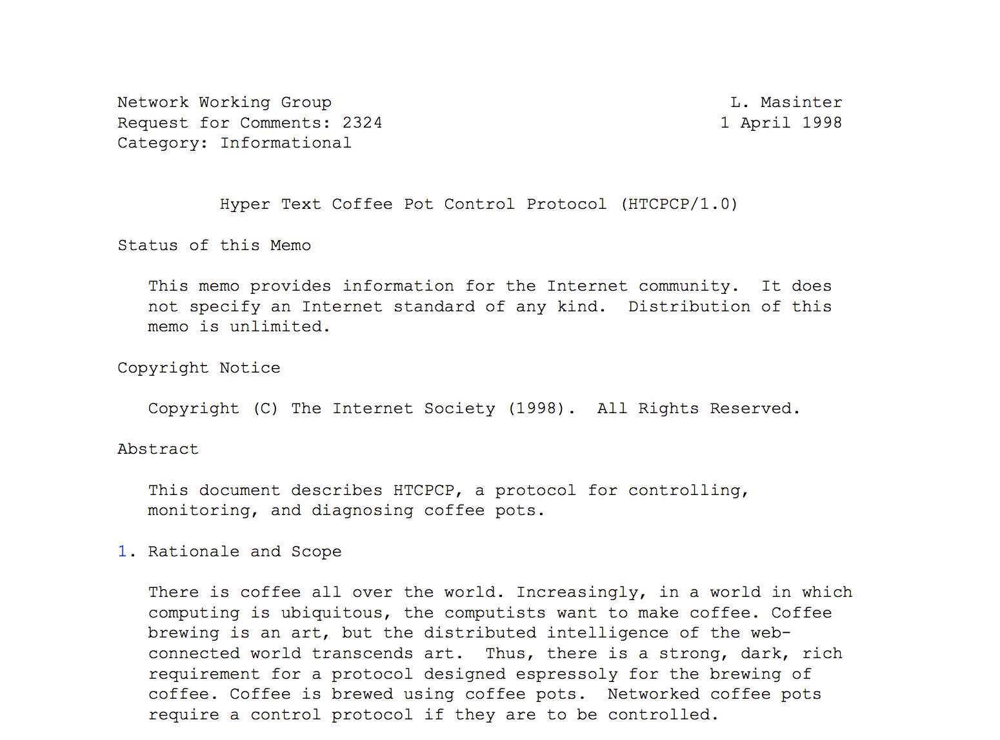 Network Working Group L. Masinter
Request for Comments: 2324 1 April 1998
Category: Informational
Hyper Text Coffee Pot Control Protocol (HTCPCP/1.0)
Status of this Memo
This memo provides information for the Internet community. It does
not specify an Internet standard of any kind. Distribution of this
memo is unlimited.
Copyright Notice
Copyright (C) The Internet Society (1998). All Rights Reserved.
Abstract
This document describes HTCPCP, a protocol for controlling,
monitoring, and diagnosing coffee pots.
1. Rationale and Scope
There is coffee all over the world. Increasingly, in a world in which
computing is ubiquitous, the computists want to make coffee. Coffee
brewing is an art, but the distributed intelligence of the web-
connected world transcends art. Thus, there is a strong, dark, rich
requirement for a protocol designed espressoly for the brewing of
coffee. Coffee is brewed using coffee pots. Networked coffee pots
require a control protocol if they are to be controlled.